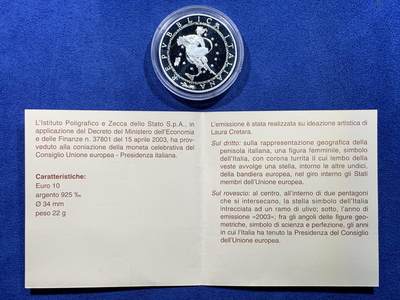 REPVBBLICA ITALIANA
L'Istituto Poligrafico e Zecca dello Stato S.p.A., in
applicazione del Decreto del Ministero dell'Economia
e delle Finanze n. 37801 del 15 aprile 2003, ha pro-
veduto alla coniazione della moneta celebrativa del
Consiglio Unione europea - Presidenza italiana.
Caratteristiche:
Euro 10
argento 925 ‰
Ø 34 mm
peso 22 g
L'emissione è stata realizzata su ideazione artistica di
Laura Cretara.
Sul dritto: sulla rappresentazione geografica della
penisola italiana, una figura femminile, simbolo
dell'Italia, con corona turrita il cui lembo della
veste avvolge una stella, intorno le altre undici,
della bandiera europea, nel giro interno gli Stati
membri dell'Unione europea.
Sul rovescio: al centro, all'interno di due pentagoni
che si intersecano, la stella simbolo dell'Italia
intrecciata ad un ramo di ulivo; sotto, l'anno di
emissione «2003»; fra gli angoli delle figure geo-
metriche, simbolo di scienza e perfezione, gli anni
in cui l'Italia ha tenuto la Presidenza del Consiglio
dell'Unione europea.